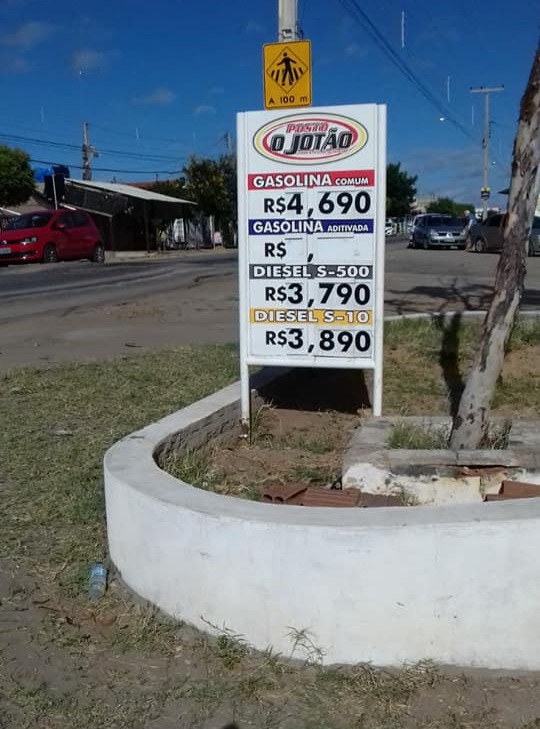 A 100 m
POSTO
O JOTÃO
GASOLINA COMUM
R$4,690
GASOLINA ADITIVADA
R$ ,
DIESEL S-500
R$3,790
DIESEL S-10
R$3,890